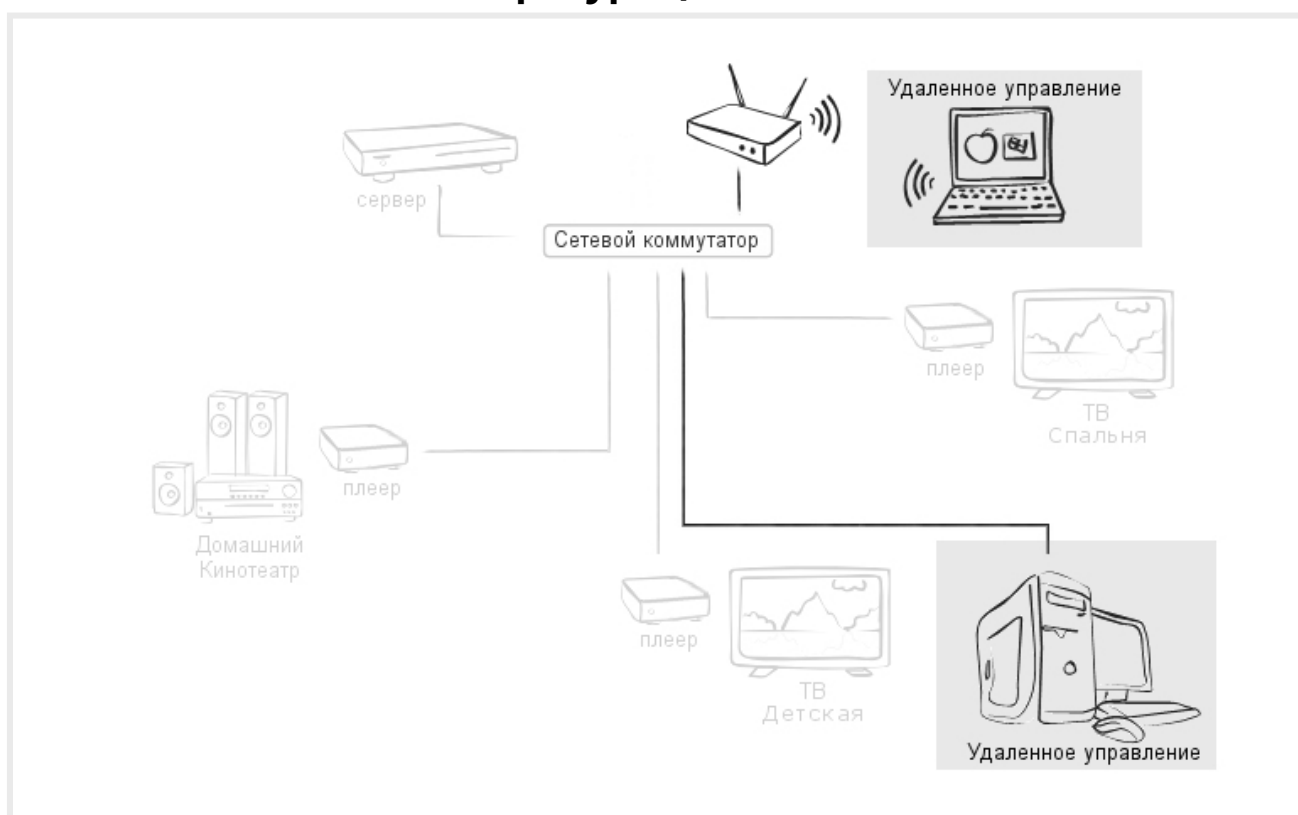 Удаленное управление
сервер
Сетевой коммутатор
плеер
ТВ
Спальня
плеер
Домашний
Кинотеатр
плеер
ТВ
Детская
Удаленное управление